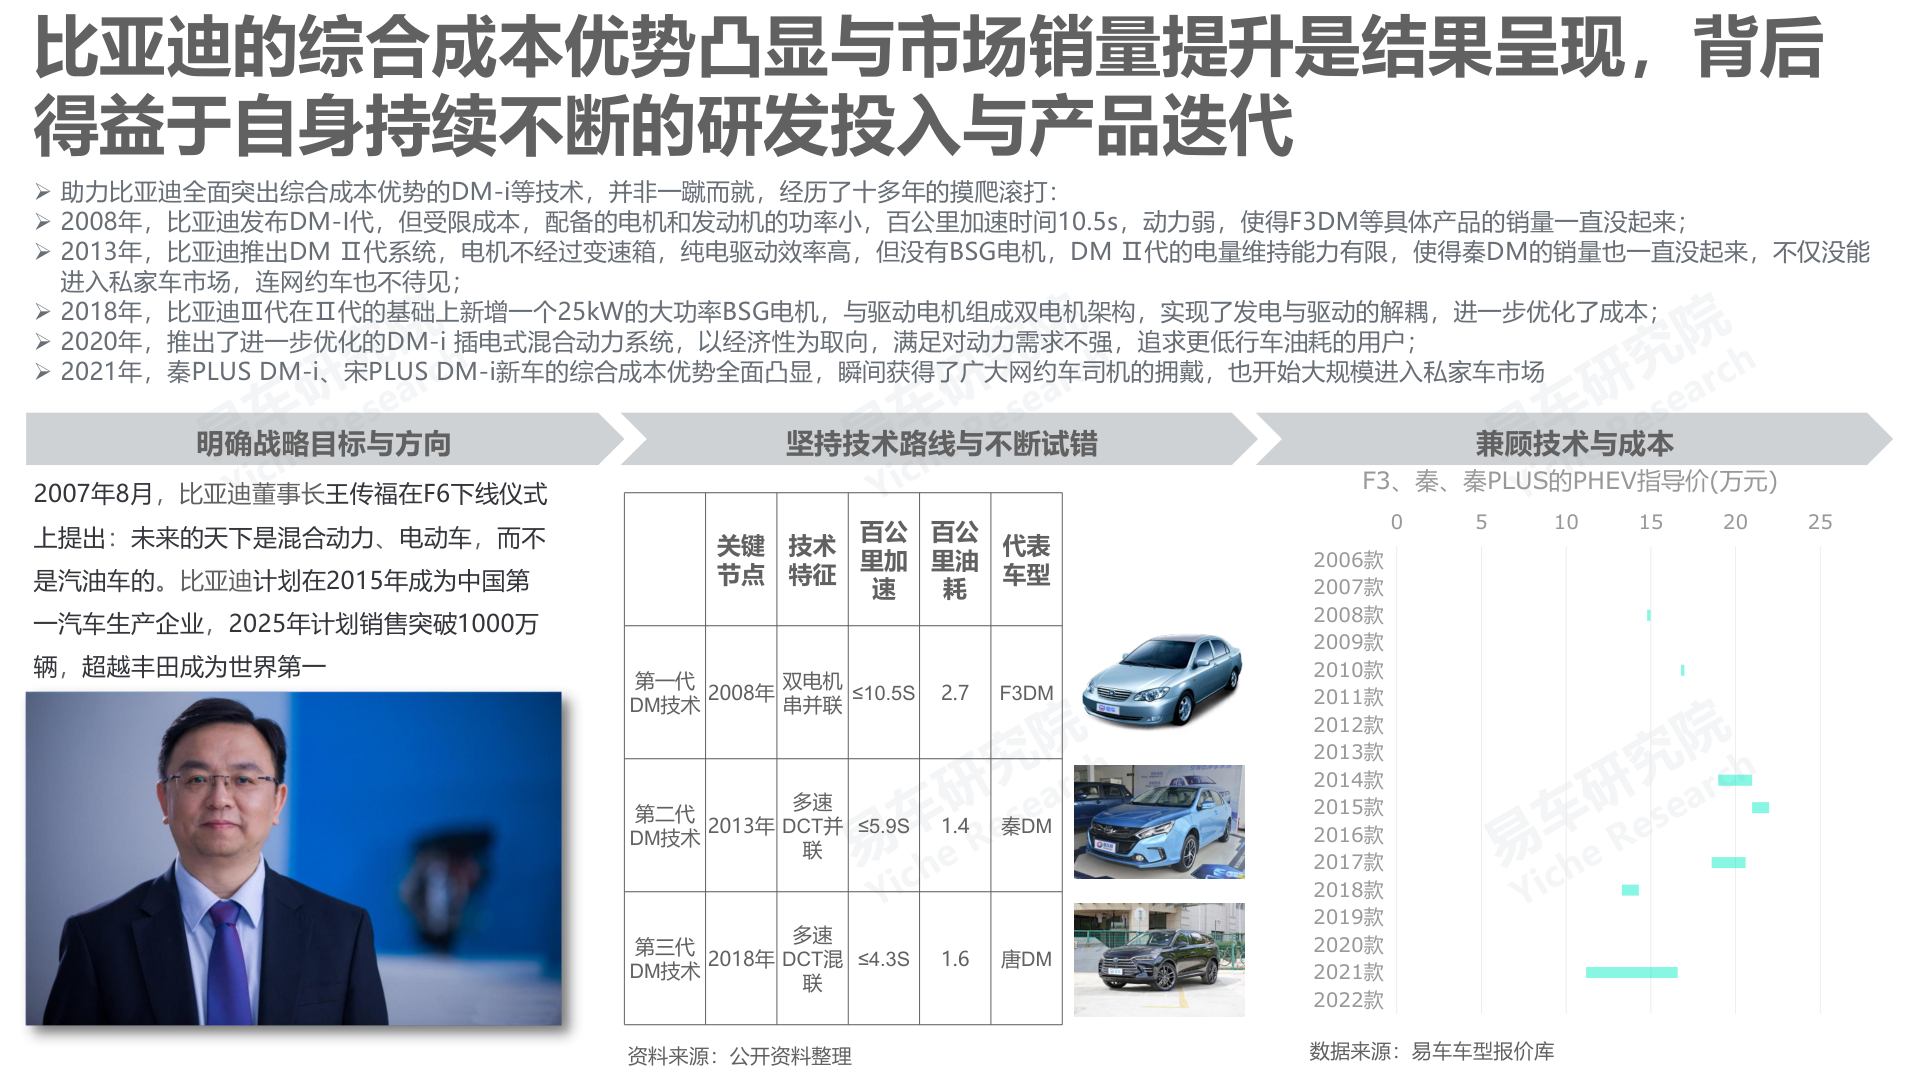 比亚迪的综合成本优势凸显与市场销量提升是结果呈现，背后
得益于自身持续不断的研发投入与产品迭代
➢ 助力比亚迪全面突出综合成本优势的DM-i等技术，并非一蹴而就，经历了十多年的摸爬滚打：
➢ 2008年，比亚迪发布DM-I代，但受限成本，配备的电机和发动机的功率小，百公里加速时间10.5s，动力弱，使得F3DM等具体产品的销量一直没起来；
➢ 2013年，比亚迪推出DM Ⅱ代系统，电机不经过变速箱，纯电驱动效率高，但没有BSG电机，DM Ⅱ代的电量维持能力有限，使得秦DM的销量也一直没起来，不仅没能
进入私家车市场，连网约车也不待见；
➢ 2018年，比亚迪Ⅲ代在Ⅱ代的基础上新增一个25kW的大功率BSG电机，与驱动电机组成双电机架构，实现了发电与驱动的解耦，进一步优化了成本；
➢ 2020年，推出了进一步优化的DM-i 插电式混合动力系统，以经济性为取向，满足对动力需求不强，追求更低行车油耗的用户；
➢ 2021年，秦PLUS DM-i、宋PLUS DM-i新车的综合成本优势全面凸显，瞬间获得了广大网约车司机的拥戴，也开始大规模进入私家车市场
明确战略目标与方向
2007年8月，比亚迪董事长王传福在F6下线仪式
上提出：未来的天下是混合动力、电动车，而不
是汽油车的。比亚迪计划在2015年成为中国第
一汽车生产企业，2025年计划销售突破1000万
辆，超越丰田成为世界第一
坚持技术路线与不断试错
关键节点 技术特征 百公里加速 百公里油耗 代表车型
第一代DM技术 2008年 双电机串并联 ≤10.5S 2.7 F3DM
第二代DM技术 2013年 多速DCT并联 ≤5.9S 1.4 秦DM
第三代DM技术 2018年 多速DCT混联 ≤4.3S 1.6 唐DM
资料来源：公开资料整理
兼顾技术与成本
F3、秦、秦PLUS的PHEV指导价(万元)
0 5 10 15 20 25
2006款
2007款
2008款
2009款
2010款
2011款
2012款
2013款
2014款
2015款
2016款
2017款
2018款
2019款
2020款
2021款
2022款
数据来源：易车车型报价库
易车研究院
Yiche Research
易车研究院
Yiche Research
易车研究院
Yiche Research
易车研究院
Yiche Research
易车研究院
Yiche Research